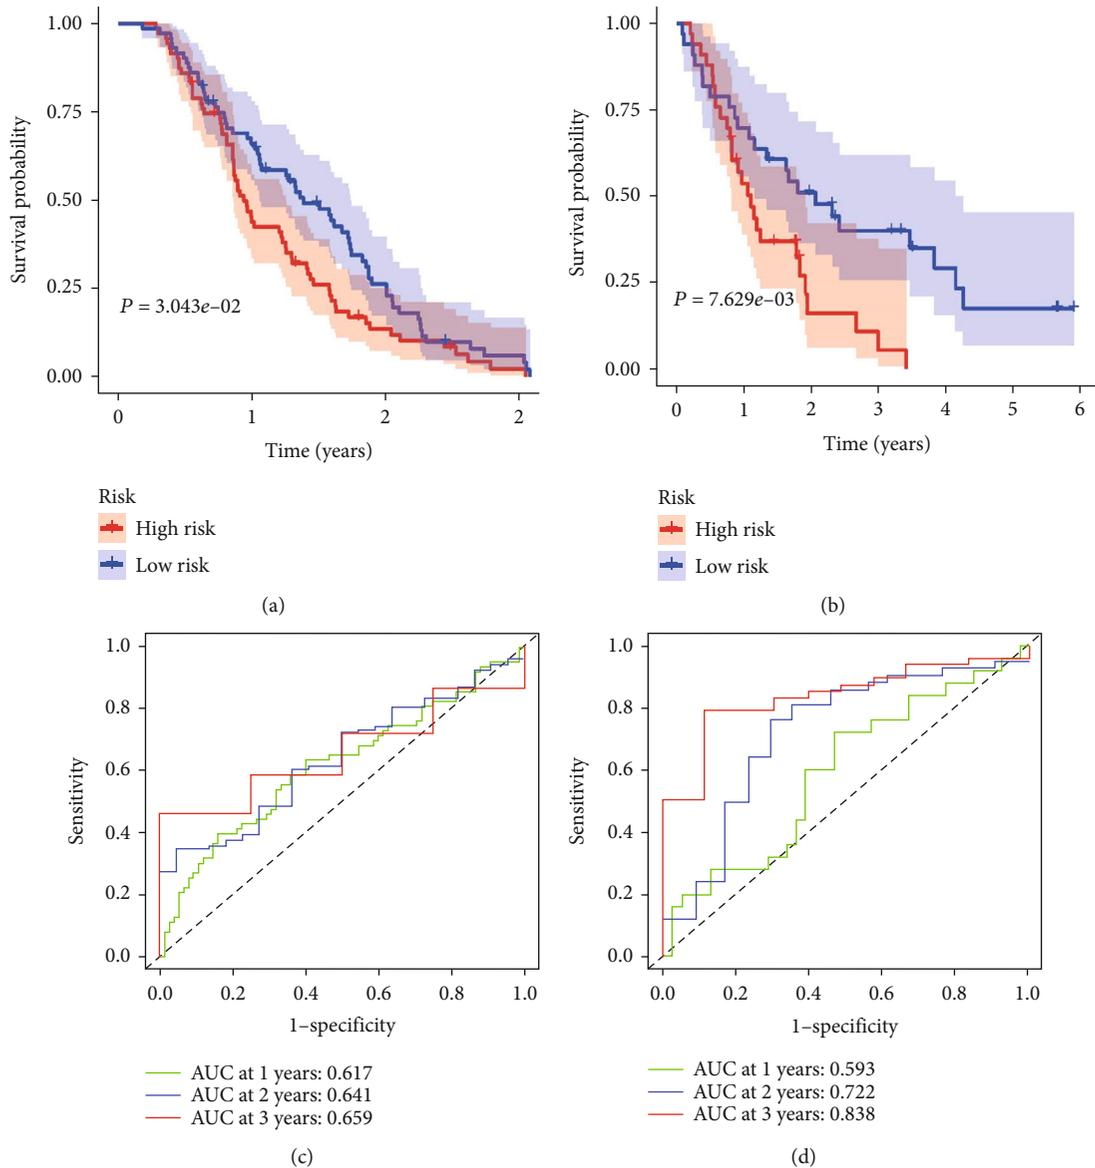 1.00
0.75
0.50
0.25
0.00
Survival probability
P = 3.043e–02
0 1 2 2
Time (years)
Risk
High risk
Low risk
(a)
1.00
0.75
0.50
0.25
0.00
Survival probability
P = 7.629e–03
0 1 2 3 4 5 6
Time (years)
Risk
High risk
Low risk
(b)
1.0
0.8
0.6
0.4
0.2
0.0
Sensitivity
0.0 0.2 0.4 0.6 0.8 1.0
1–specificity
AUC at 1 years: 0.617
AUC at 2 years: 0.641
AUC at 3 years: 0.659
(c)
1.0
0.8
0.6
0.4
0.2
0.0
Sensitivity
0.0 0.2 0.4 0.6 0.8 1.0
1–specificity
AUC at 1 years: 0.593
AUC at 2 years: 0.722
AUC at 3 years: 0.838
(d)